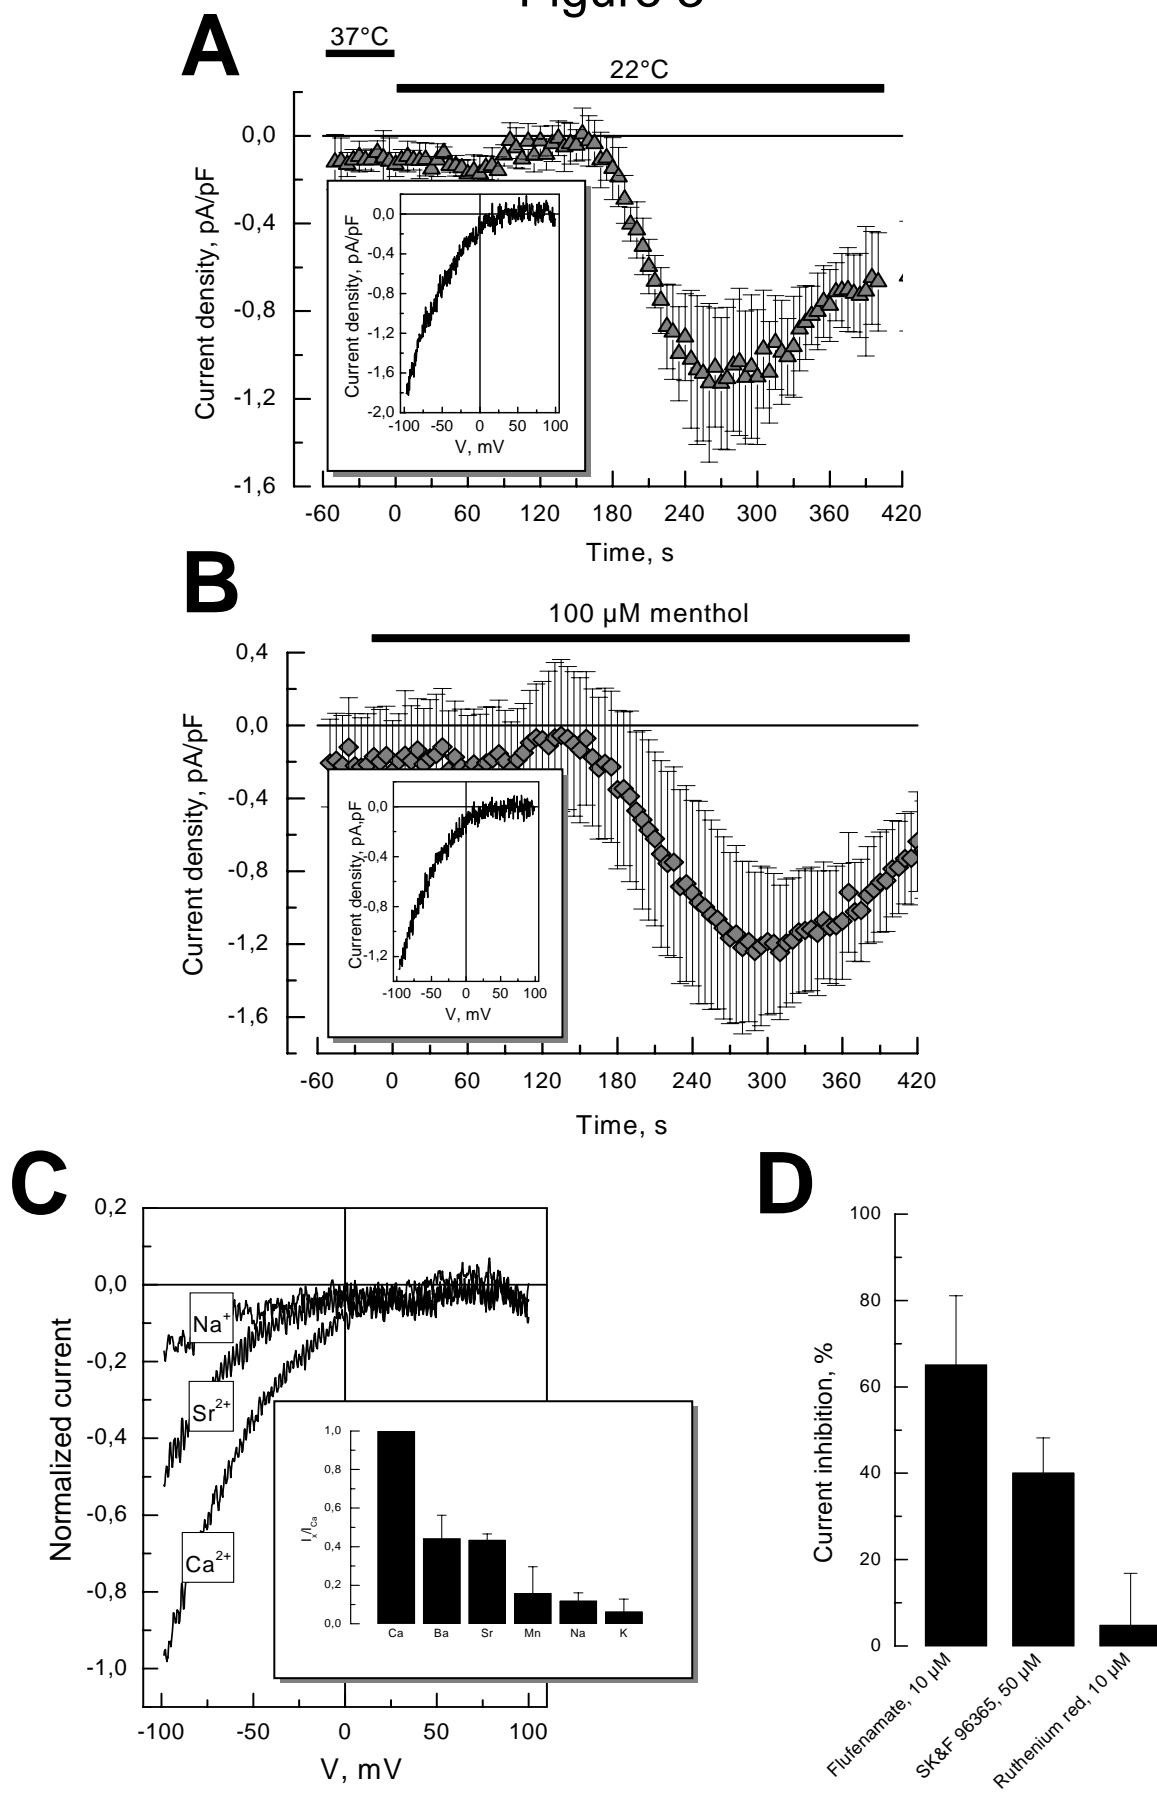 Figure 8
A
37°C
22°C
Current density, pA/pF
0,0
-0,4
-0,8
-1,2
-1,6
-60 0 60 120 180 240 300 360 420
Time, s
Current density, pA/pF
0,0
-0,4
-0,8
-1,2
-1,6
-2,0
-100 -50 0 50 100
V, mV
B
100 µM menthol
Current density, pA/pF
0,4
0,0
-0,4
-0,8
-1,2
-1,6
-60 0 60 120 180 240 300 360 420
Time, s
Current density, pA,pF
0,0
-0,4
-0,8
-1,2
-100 -50 0 50 100
V, mV
C
Normalized current
0,2
0,0
-0,2
-0,4
-0,6
-0,8
-1,0
Na+
Sr2+
Ca2+
-100 -50 0 50 100
V, mV
Ix/ICa
1,0
0,8
0,6
0,4
0,2
0,0
Ca Ba Sr Mn Na K
D
Current inhibition, %
100
80
60
40
20
0
Flufenamate, 10 µM
SK&F 96365, 50 µM
Ruthenium red, 10 µM